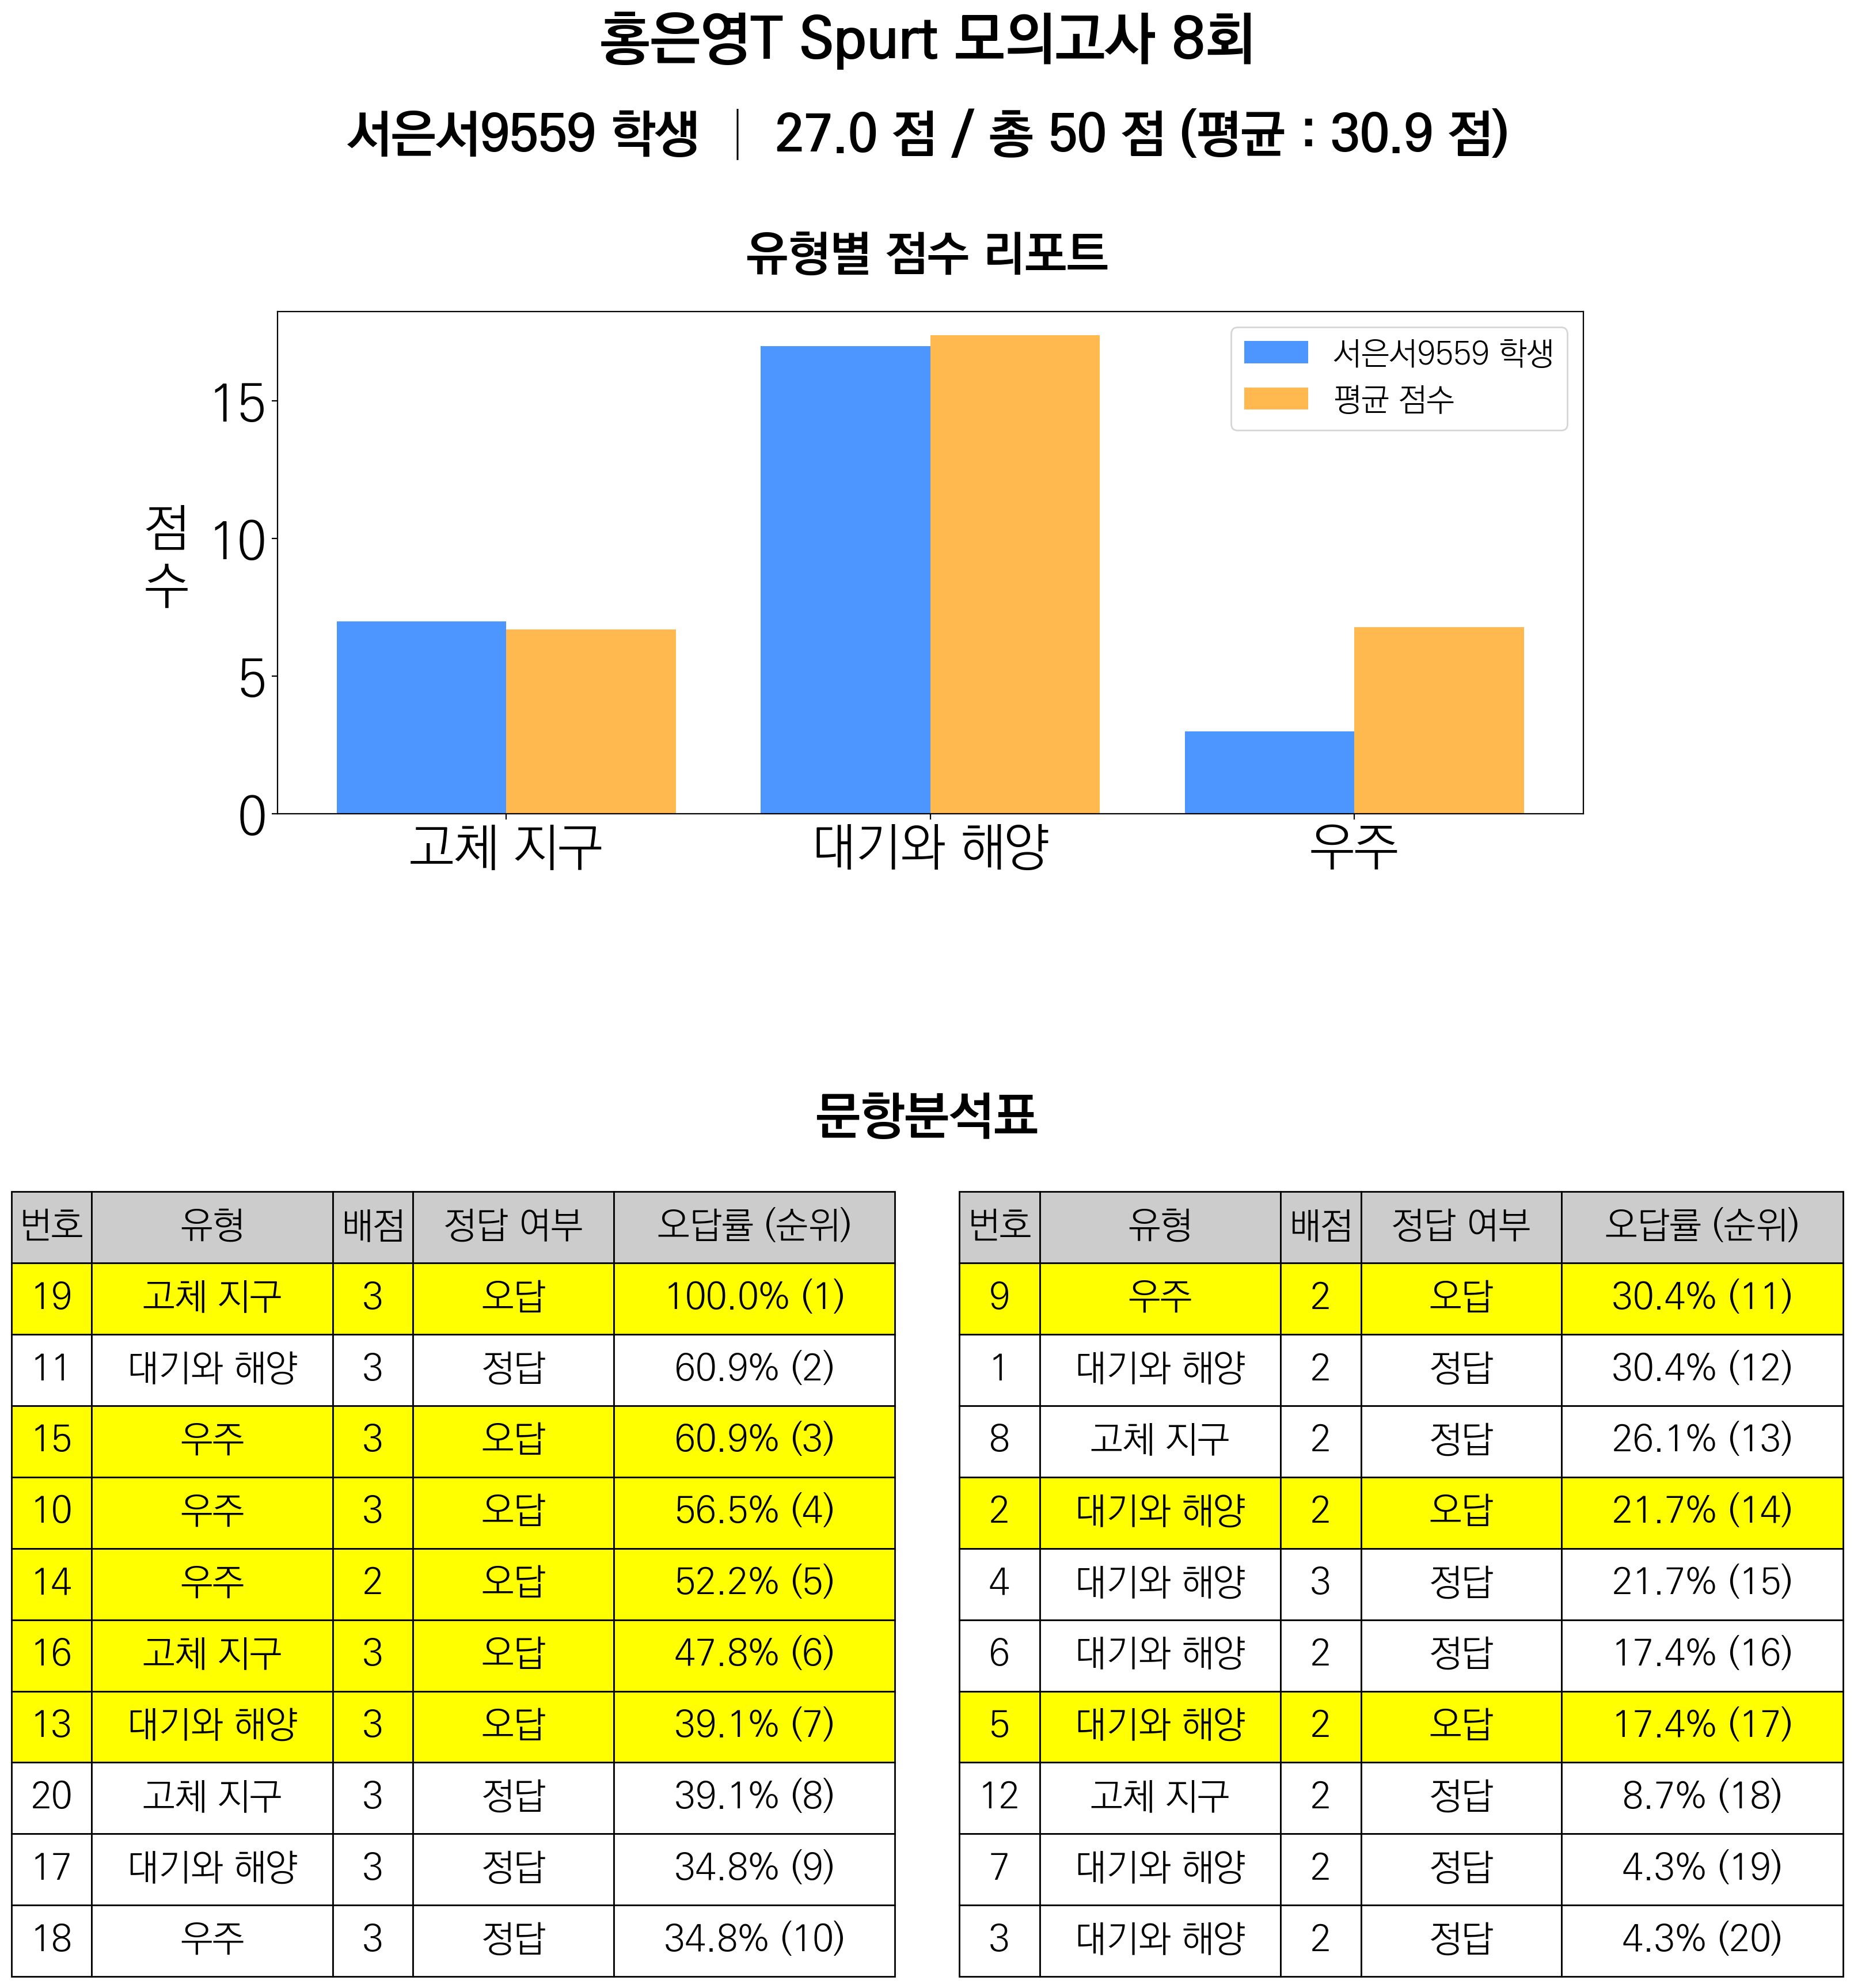 홍은영T Spurt 모의고사 8회
서은서9559 학생 | 27.0 점 / 총 50 점 (평균 : 30.9 점)
유형별 점수 리포트
서은서9559 학생
평균 점수
점
수
15
10
5
0
고체 지구 대기와 해양 우주
문항분석표
번호 유형 배점 정답 여부 오답률 (순위)
19 고체 지구 3 오답 100.0% (1)
11 대기와 해양 3 정답 60.9% (2)
15 우주 3 오답 60.9% (3)
10 우주 3 오답 56.5% (4)
14 우주 2 오답 52.2% (5)
16 고체 지구 3 오답 47.8% (6)
13 대기와 해양 3 오답 39.1% (7)
20 고체 지구 3 정답 39.1% (8)
17 대기와 해양 3 정답 34.8% (9)
18 우주 3 정답 34.8% (10)
번호 유형 배점 정답 여부 오답률 (순위)
9 우주 2 오답 30.4% (11)
1 대기와 해양 2 정답 30.4% (12)
8 고체 지구 2 정답 26.1% (13)
2 대기와 해양 2 오답 21.7% (14)
4 대기와 해양 3 정답 21.7% (15)
6 대기와 해양 2 정답 17.4% (16)
5 대기와 해양 2 오답 17.4% (17)
12 고체 지구 2 정답 8.7% (18)
7 대기와 해양 2 정답 4.3% (19)
3 대기와 해양 2 정답 4.3% (20)